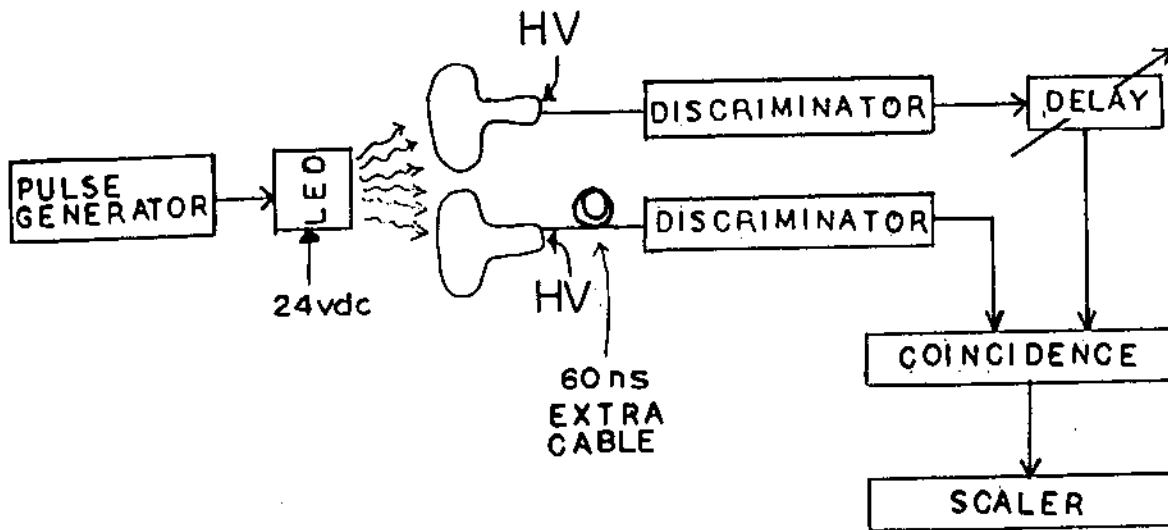 HV
DISCRIMINATOR
DELAY
PULSE
GENERATOR
LED
DISCRIMINATOR
24vdc
HV
60ns
EXTRA
CABLE
COINCIDENCE
SCALER